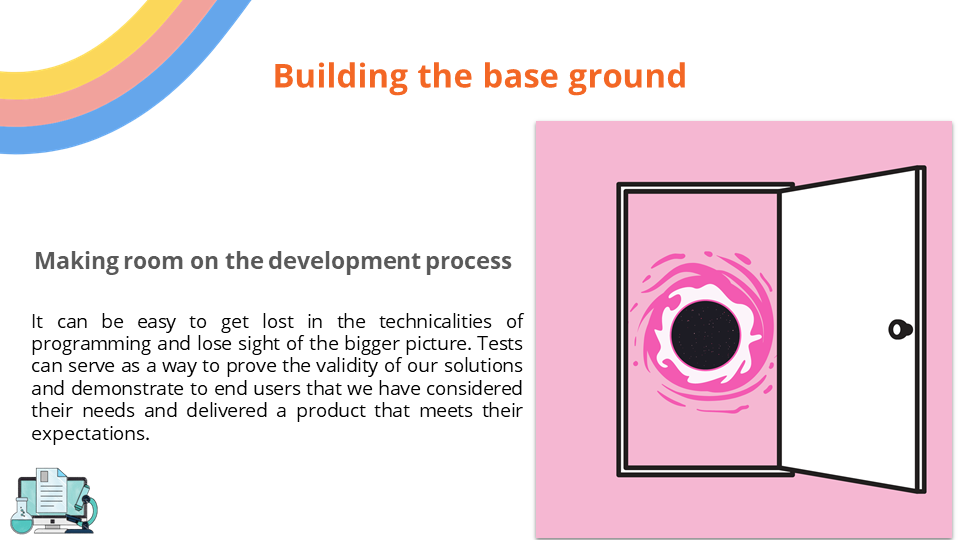 Building the base ground
Making room on the development process
It can be easy to get lost in the technicalities of
programming and lose sight of the bigger picture. Tests
can serve as a way to prove the validity of our solutions
and demonstrate to end users that we have considered
their needs and delivered a product that meets their
expectations.